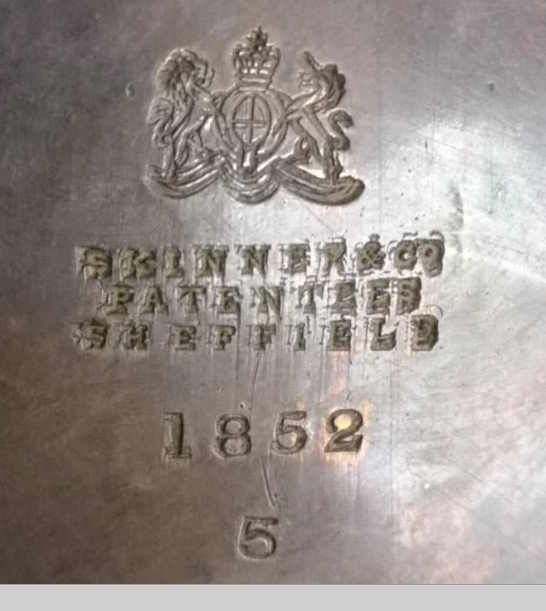 SKINNER & CO
PATENTEES
SHEFFIELD
1852
5